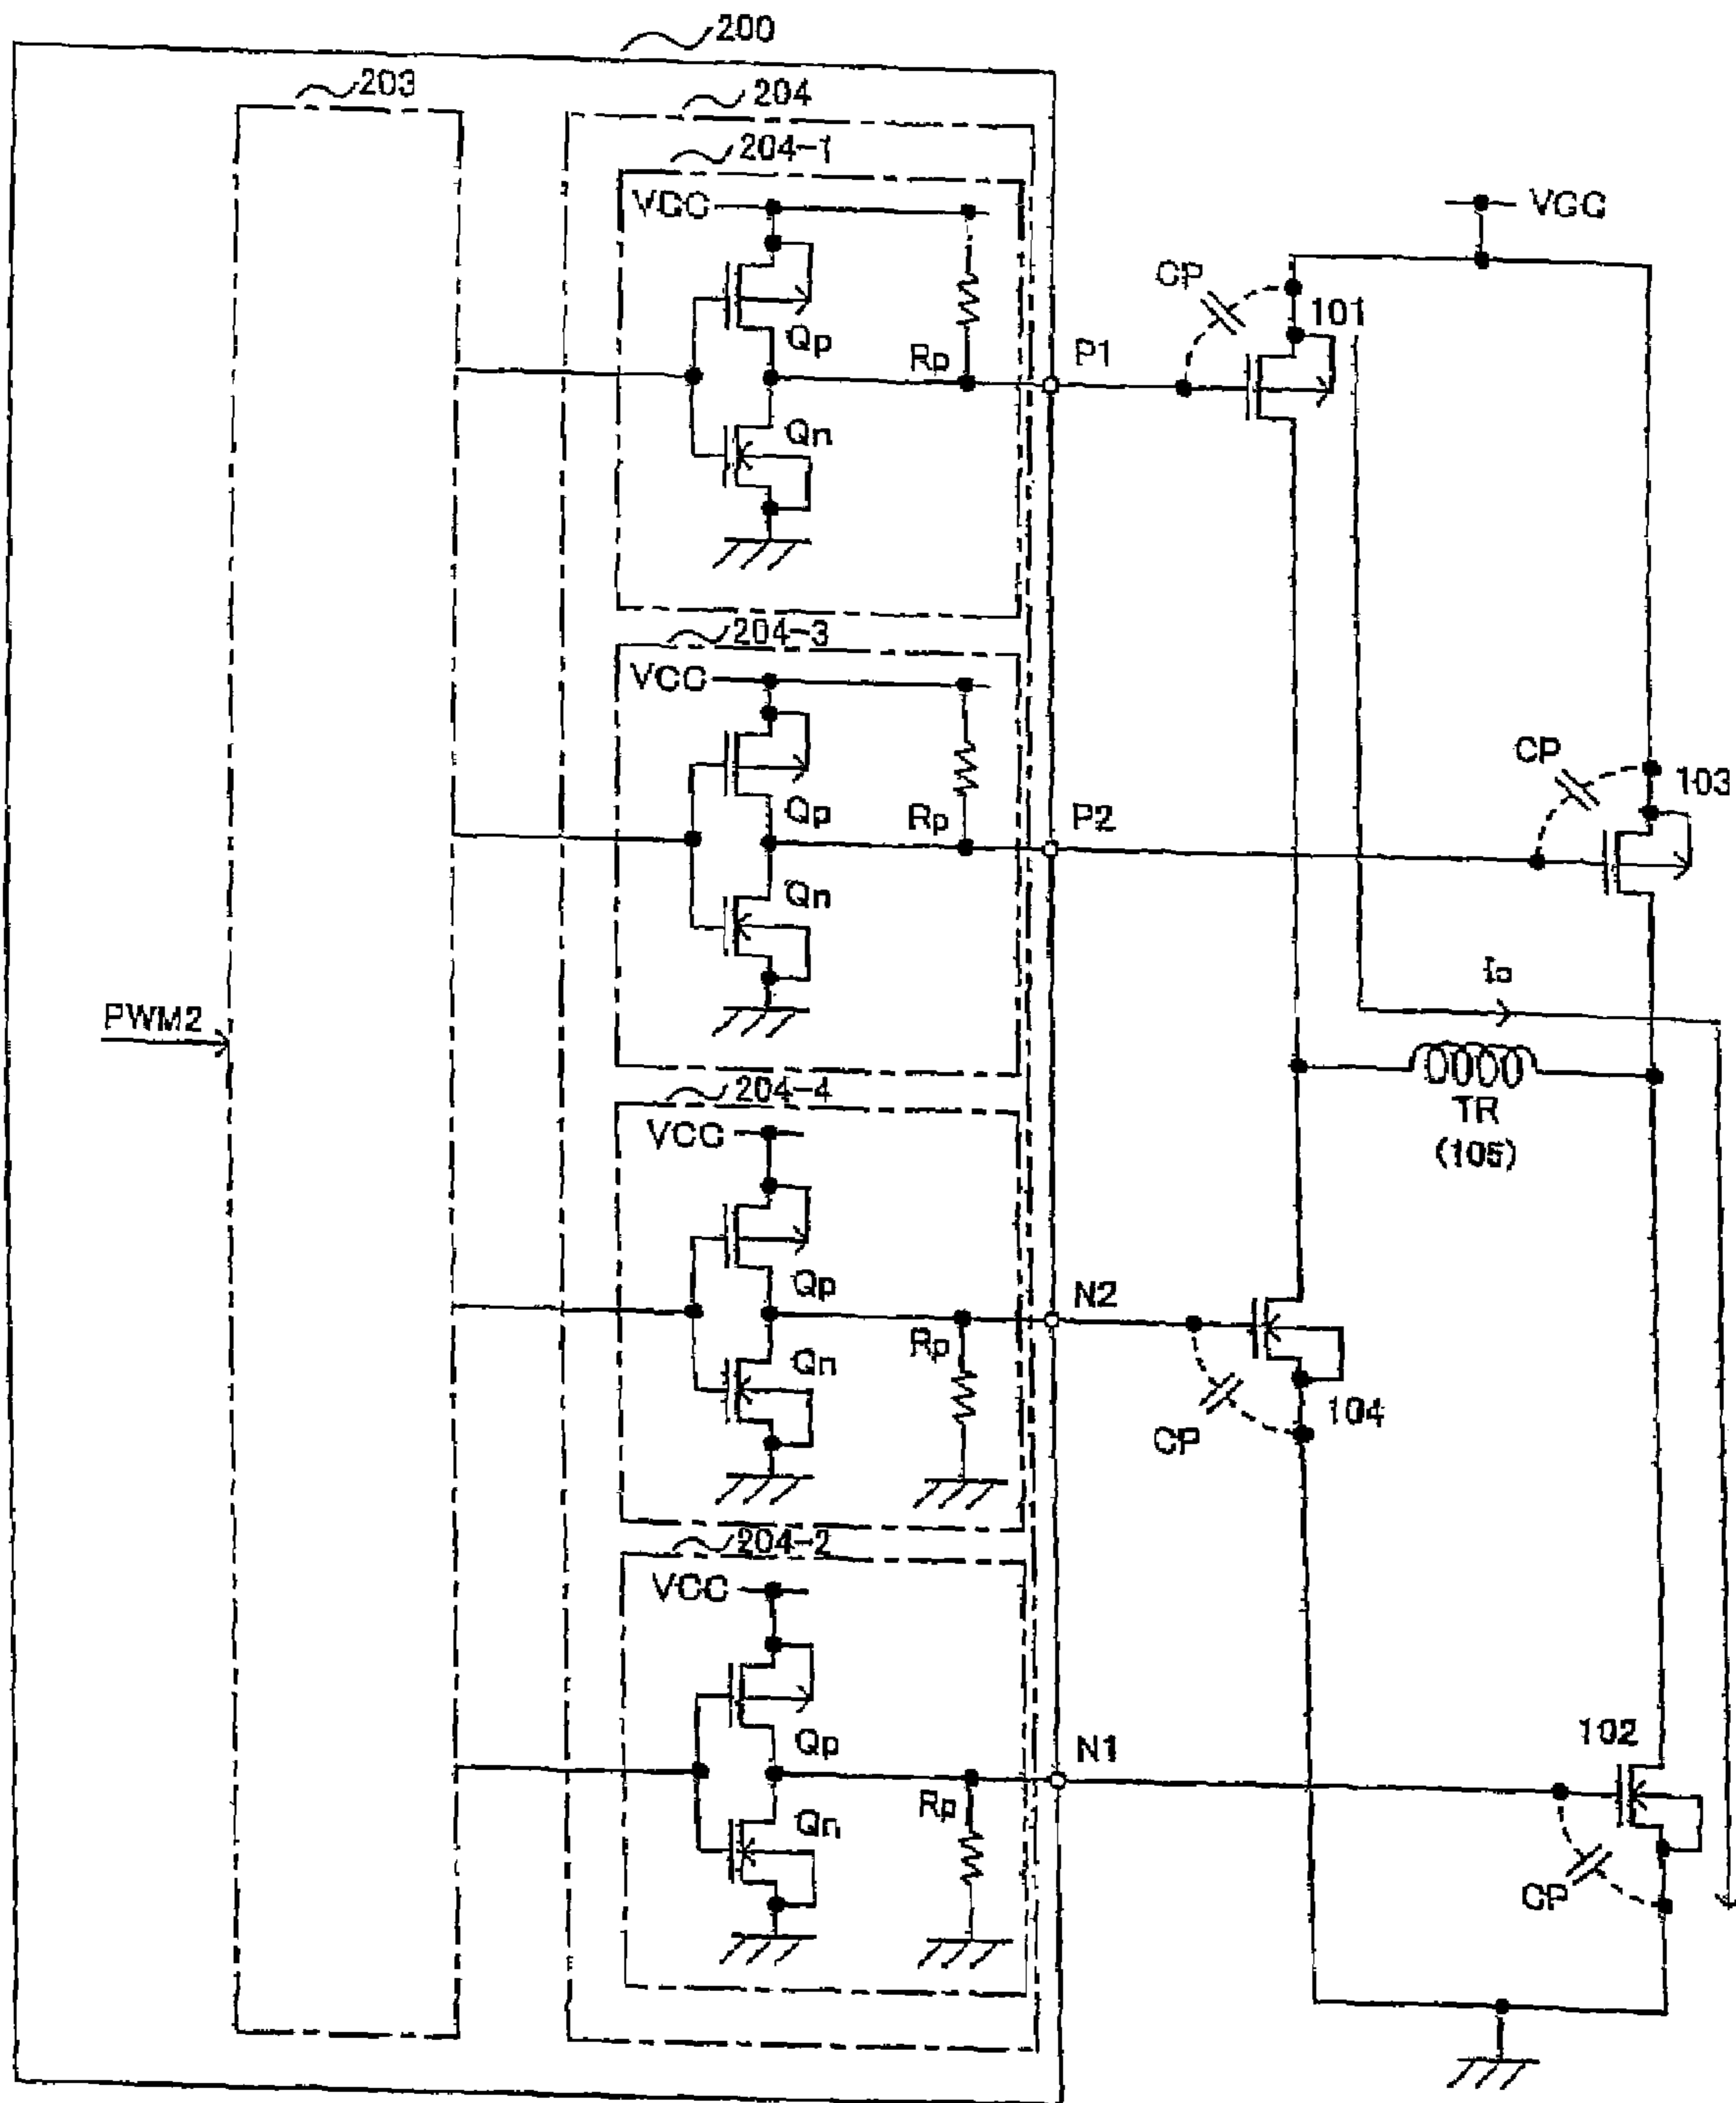 200
203
204
204-1
VCC
VCC
CP
101
Qp
Rp
P1
Qn
204-3
VCC
CP
103
Qp
Rp
P2
Qn
Io
PWM2
204-4
TR
(105)
VCC
Qp
N2
Rp
Qn
104
CP
204-2
VCC
102
Qp
N1
Rp
Qn
CP